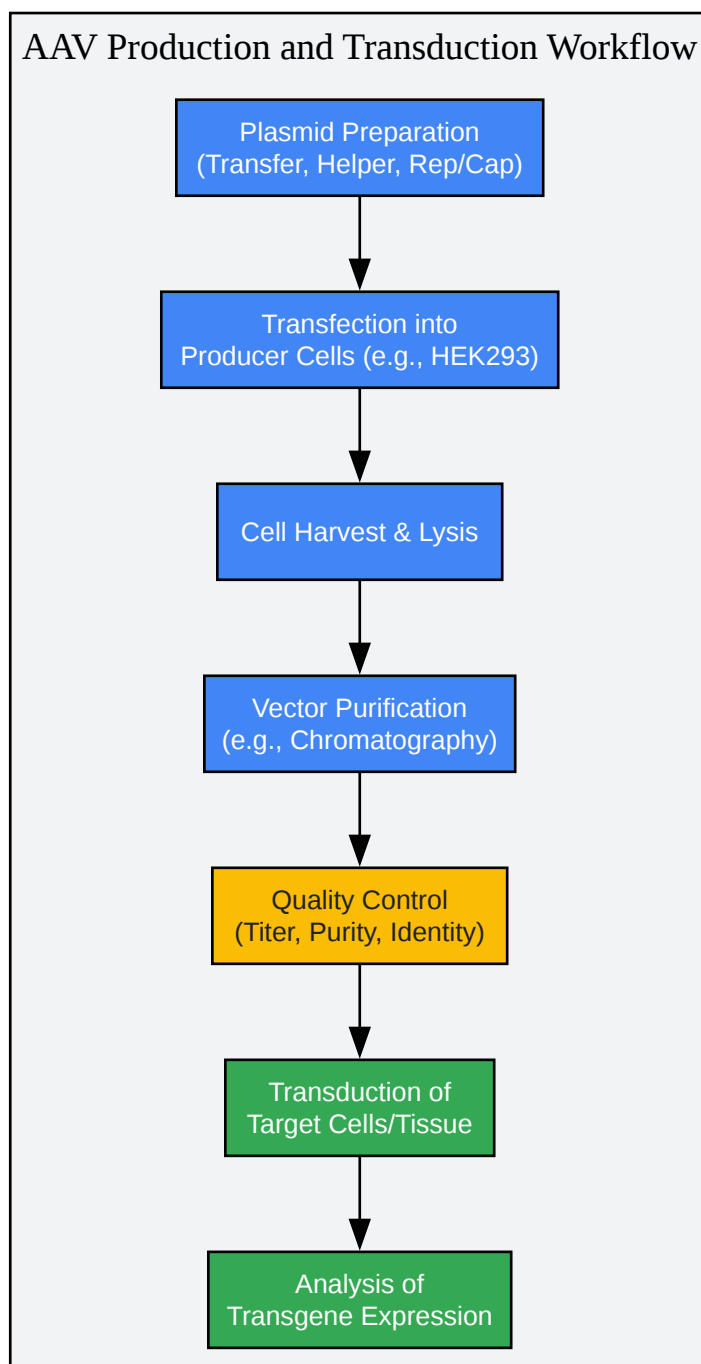 AAV Production and Transduction Workflow
Plasmid Preparation
(Transfer, Helper, Rep/Cap)
Transfection into
Producer Cells (e.g., HEK293)
Cell Harvest & Lysis
Vector Purification
(e.g., Chromatography)
Quality Control
(Titer, Purity, Identity)
Transduction of
Target Cells/Tissue
Analysis of
Transgene Expression